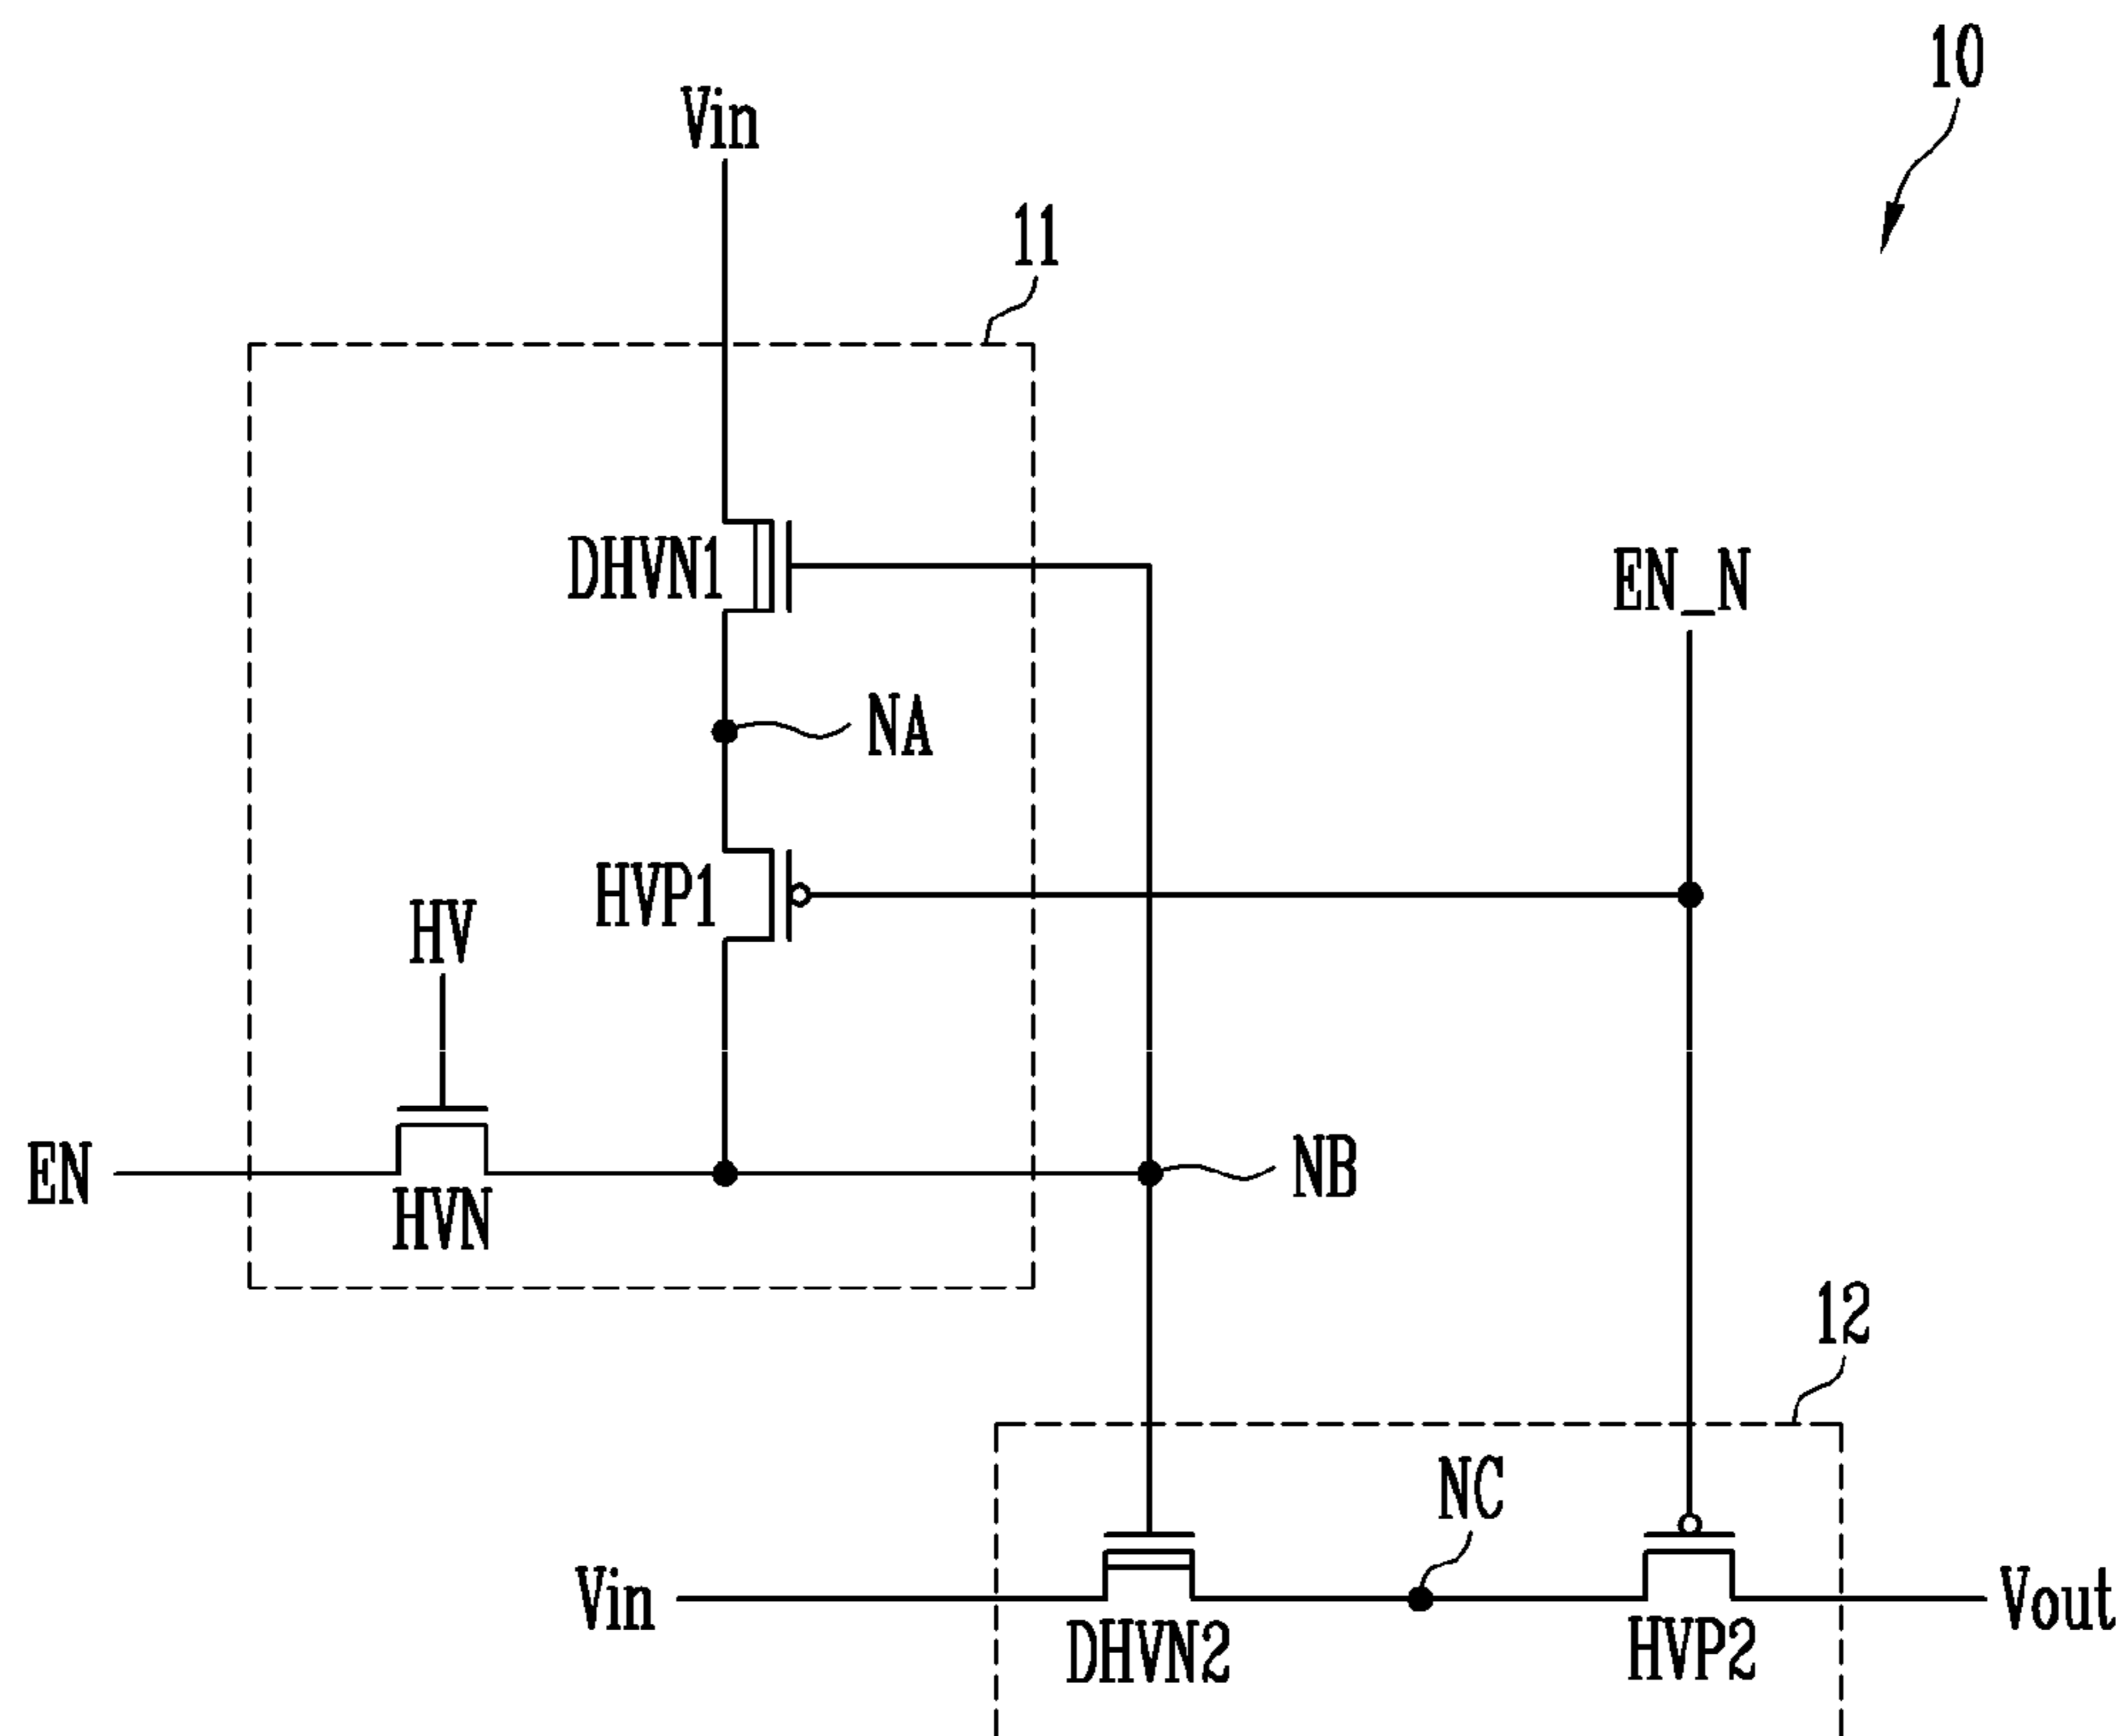 10
Vin
11
DHVN1
EN_N
NA
HVP1
HV
EN
HVN
NB
12
NC
Vin
DHVN2
HVP2
Vout